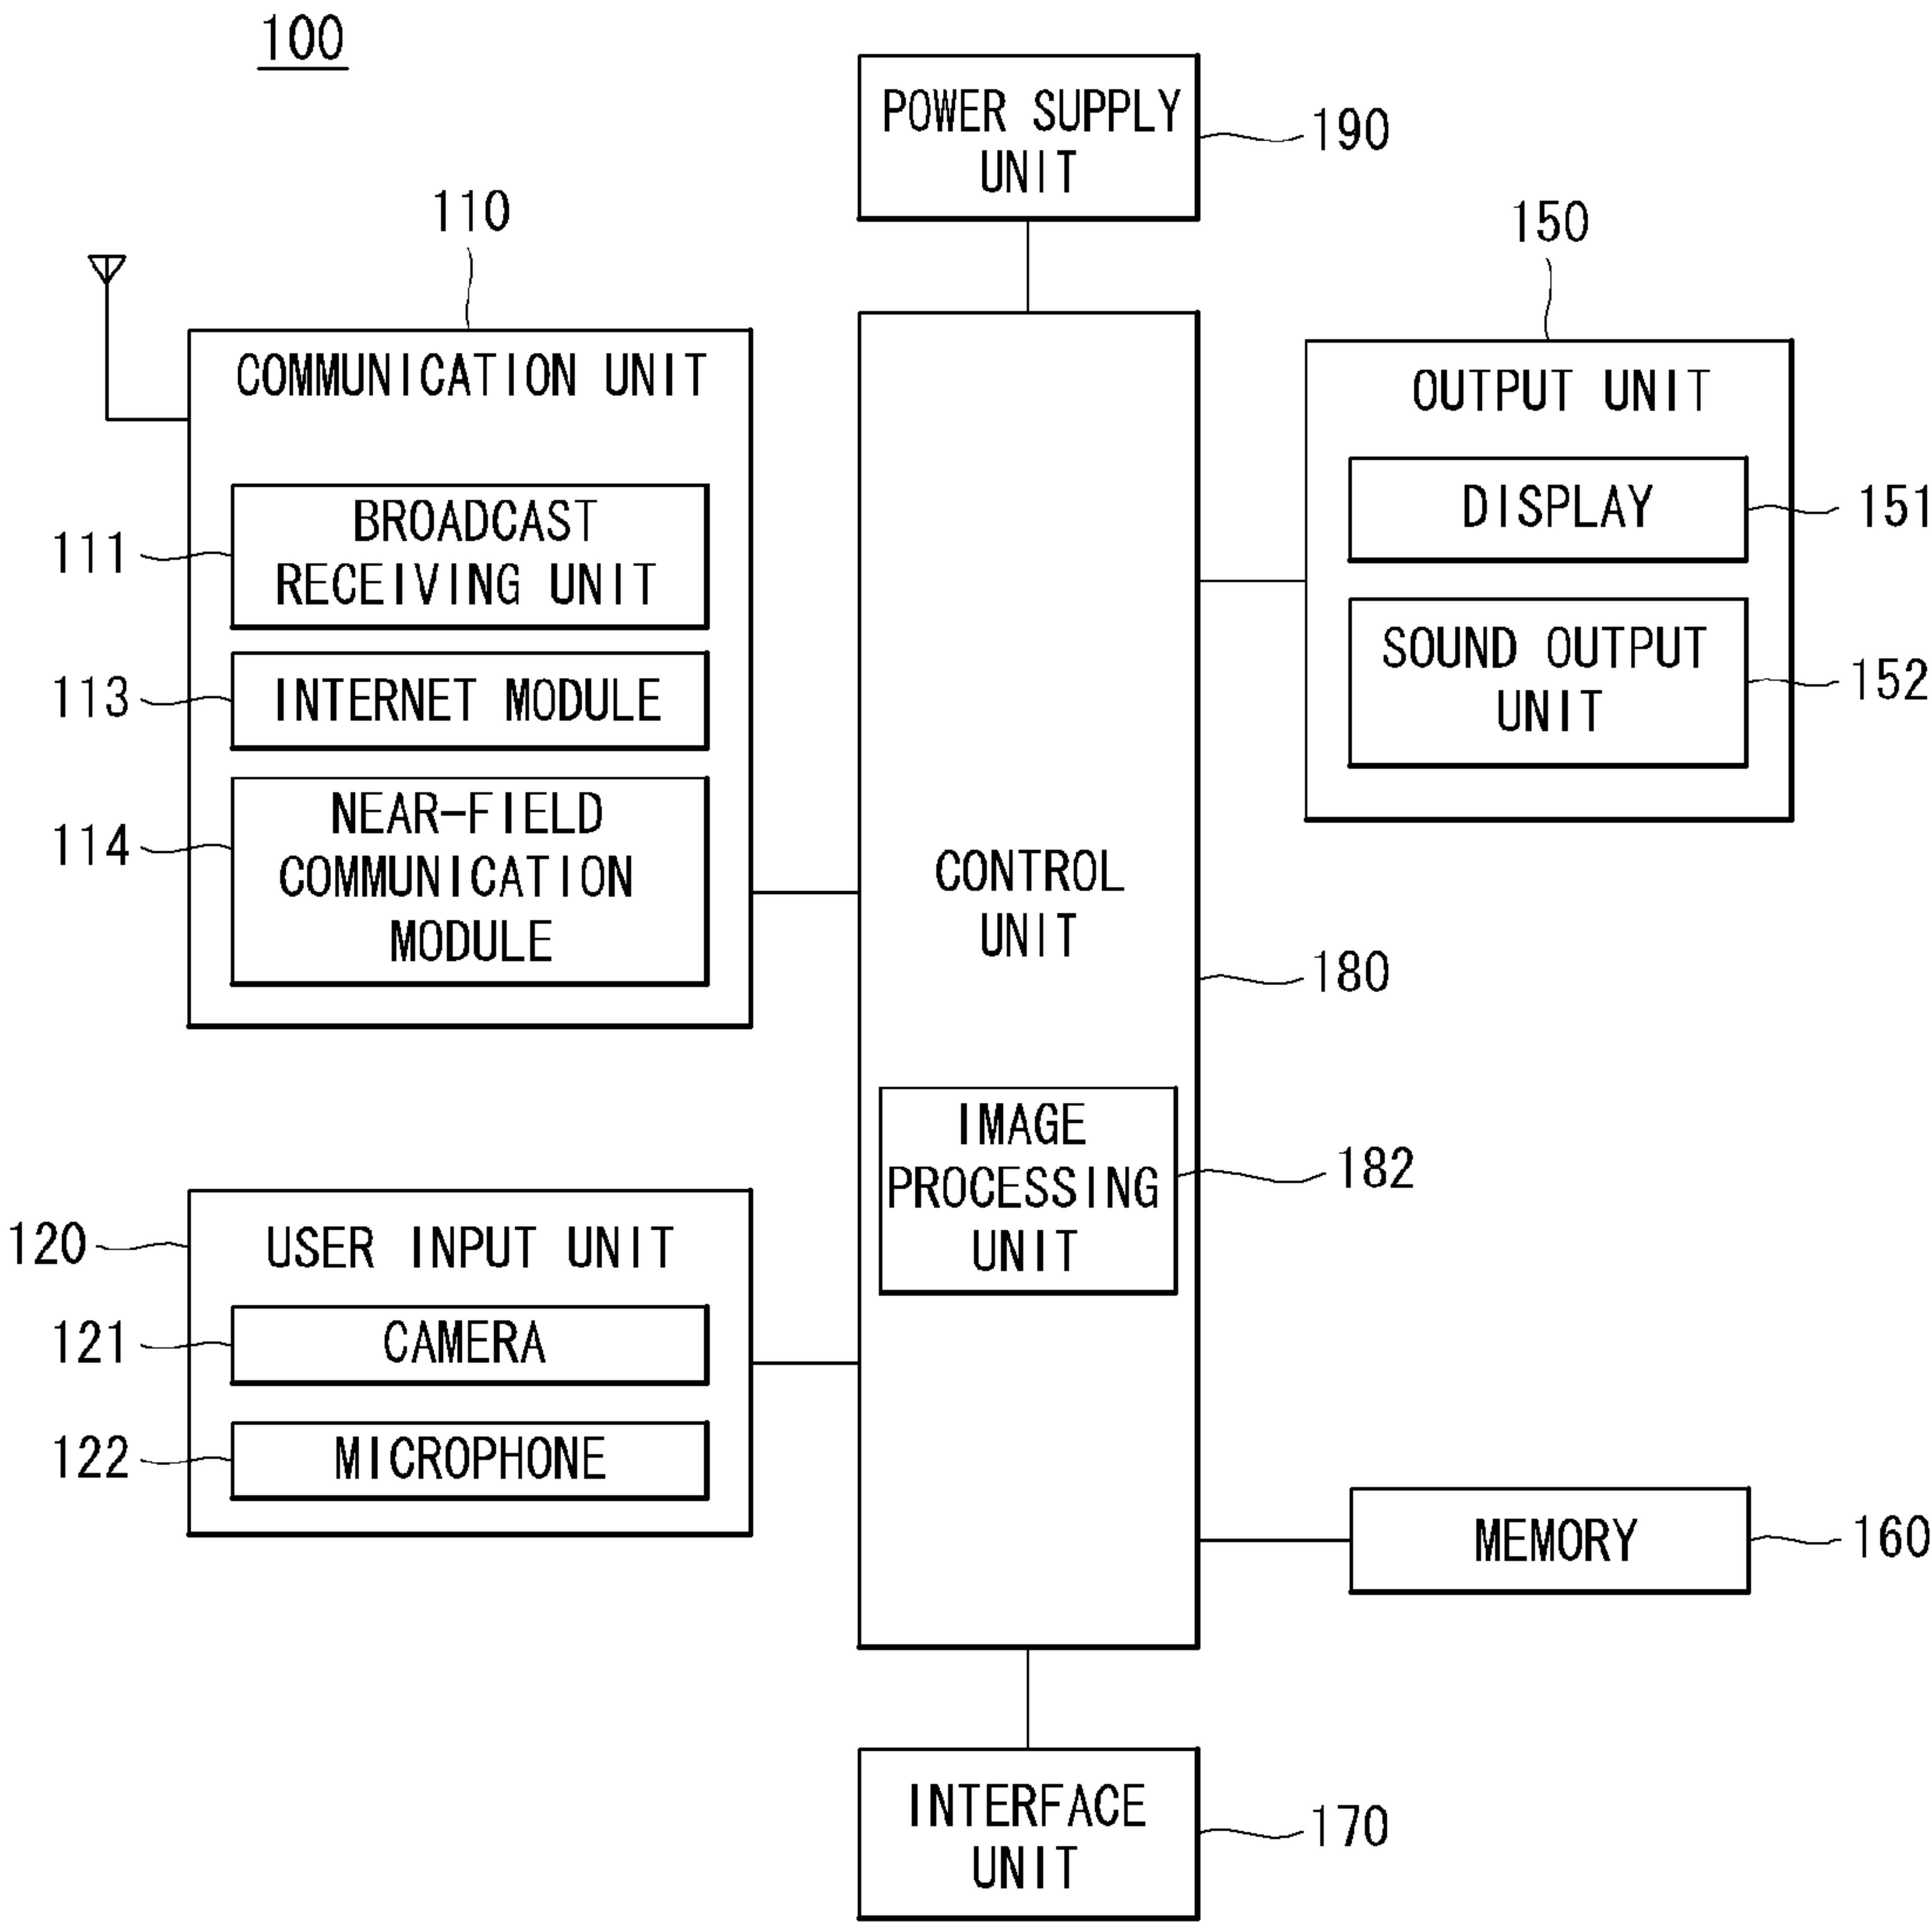 100
POWER SUPPLY
UNIT
190
110
COMMUNICATION UNIT
BROADCAST
RECEIVING UNIT
111
INTERNET MODULE
113
NEAR-FIELD
COMMUNICATION
MODULE
114
150
OUTPUT UNIT
DISPLAY
151
SOUND OUTPUT
UNIT
152
CONTROL
UNIT
180
IMAGE
PROCESSING
UNIT
182
120
USER INPUT UNIT
121
CAMERA
122
MICROPHONE
MEMORY
160
INTERFACE
UNIT
170